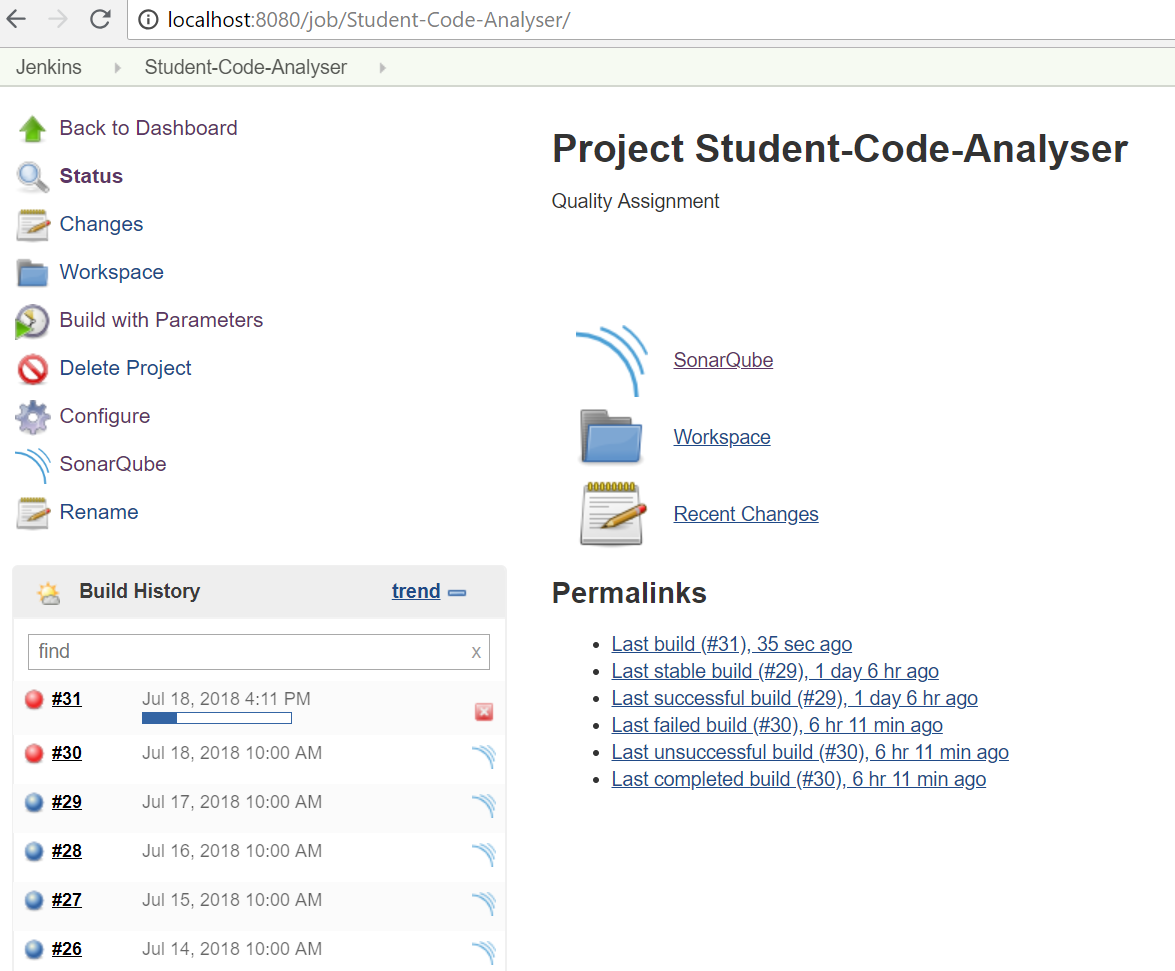 localhost:8080/job/Student-Code-Analyser/
Jenkins
Student-Code-Analyser
Back to Dashboard
Status
Changes
Workspace
Build with Parameters
Delete Project
Configure
SonarQube
Rename
Build History
trend
find
x
#31
Jul 18, 2018 4:11 PM
#30
Jul 18, 2018 10:00 AM
#29
Jul 17, 2018 10:00 AM
#28
Jul 16, 2018 10:00 AM
#27
Jul 15, 2018 10:00 AM
#26
Jul 14, 2018 10:00 AM
Project Student-Code-Analyser
Quality Assignment
SonarQube
Workspace
Recent Changes
Permalinks
Last build (#31), 35 sec ago
Last stable build (#29), 1 day 6 hr ago
Last successful build (#29), 1 day 6 hr ago
Last failed build (#30), 6 hr 11 min ago
Last unsuccessful build (#30), 6 hr 11 min ago
Last completed build (#30), 6 hr 11 min ago